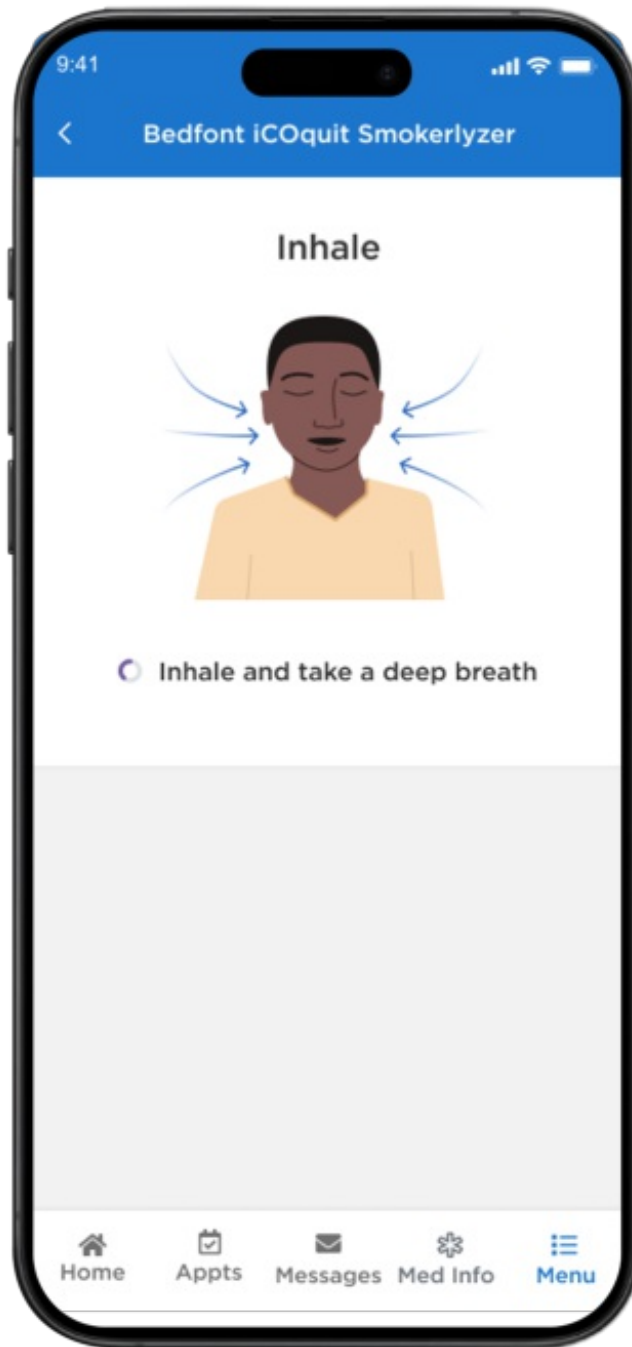 9:41
Bedfont iCOquit Smokerlyzer
Inhale
Inhale and take a deep breath
Home Appts Messages Med Info Menu